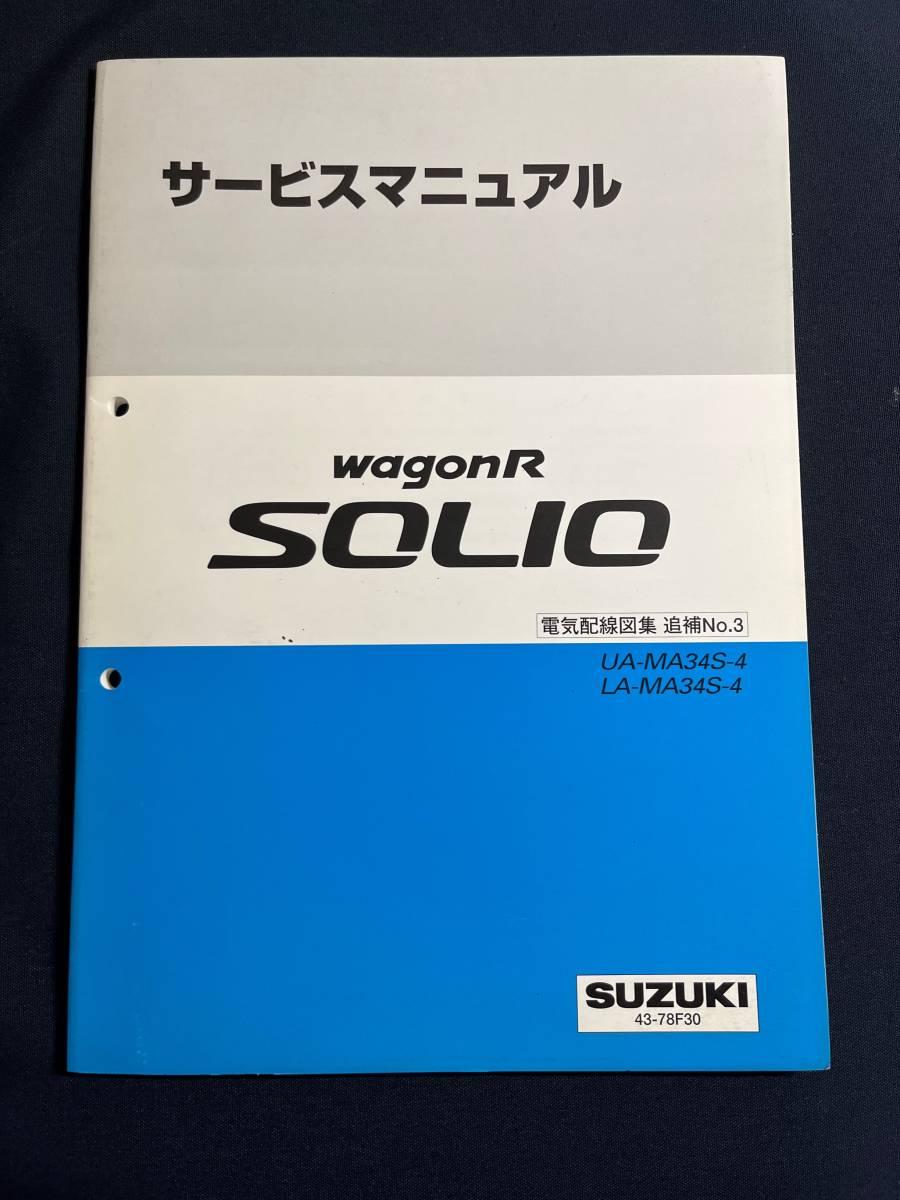 サービスマニュアル
wagonR
SOLIO
電気配線図集 追補No.3
UA-MA34S-4
LA-MA34S-4
SUZUKI
43-78F30